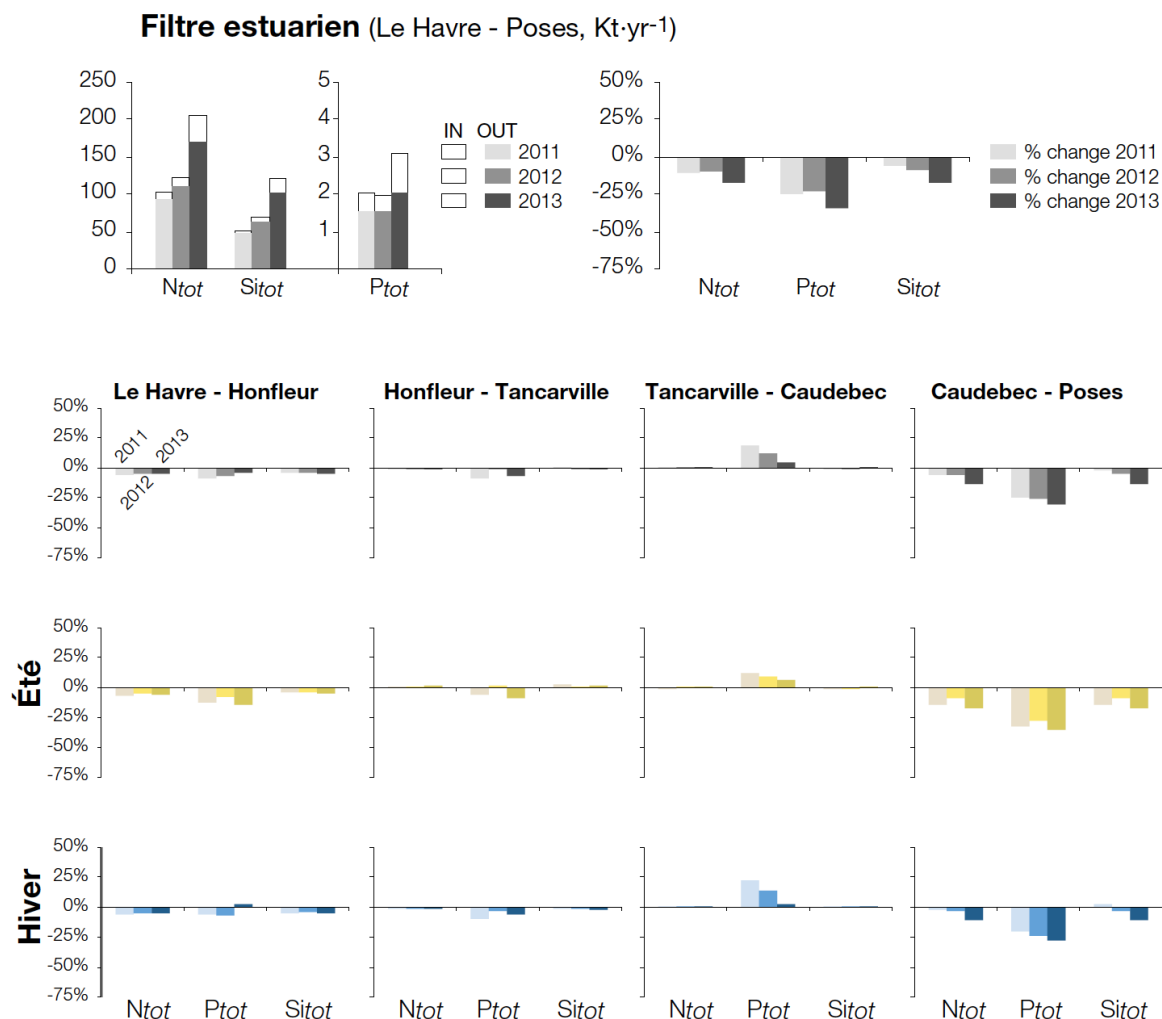 Filtre estuarien (Le Havre - Poses, Kt·yr-1)
250
200
150
100
50
0
Ntot
Sitot
5
4
3
2
1
Ptot
IN OUT
2011
2012
2013
50%
25%
0%
-25%
-50%
-75%
Ntot
Ptot
Sitot
% change 2011
% change 2012
% change 2013
Le Havre - Honfleur
Honfleur - Tancarville
Tancarville - Caudebec
Caudebec - Poses
50%
25%
0%
-25%
-50%
-75%
2011
2013
2012
Été
50%
25%
0%
-25%
-50%
-75%
Hiver
50%
25%
0%
-25%
-50%
-75%
Ntot Ptot Sitot
Ntot Ptot Sitot
Ntot Ptot Sitot
Ntot Ptot Sitot